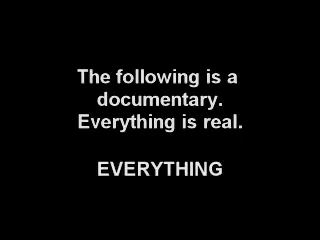 The following is a
documentary.
Everything is real.
EVERYTHING